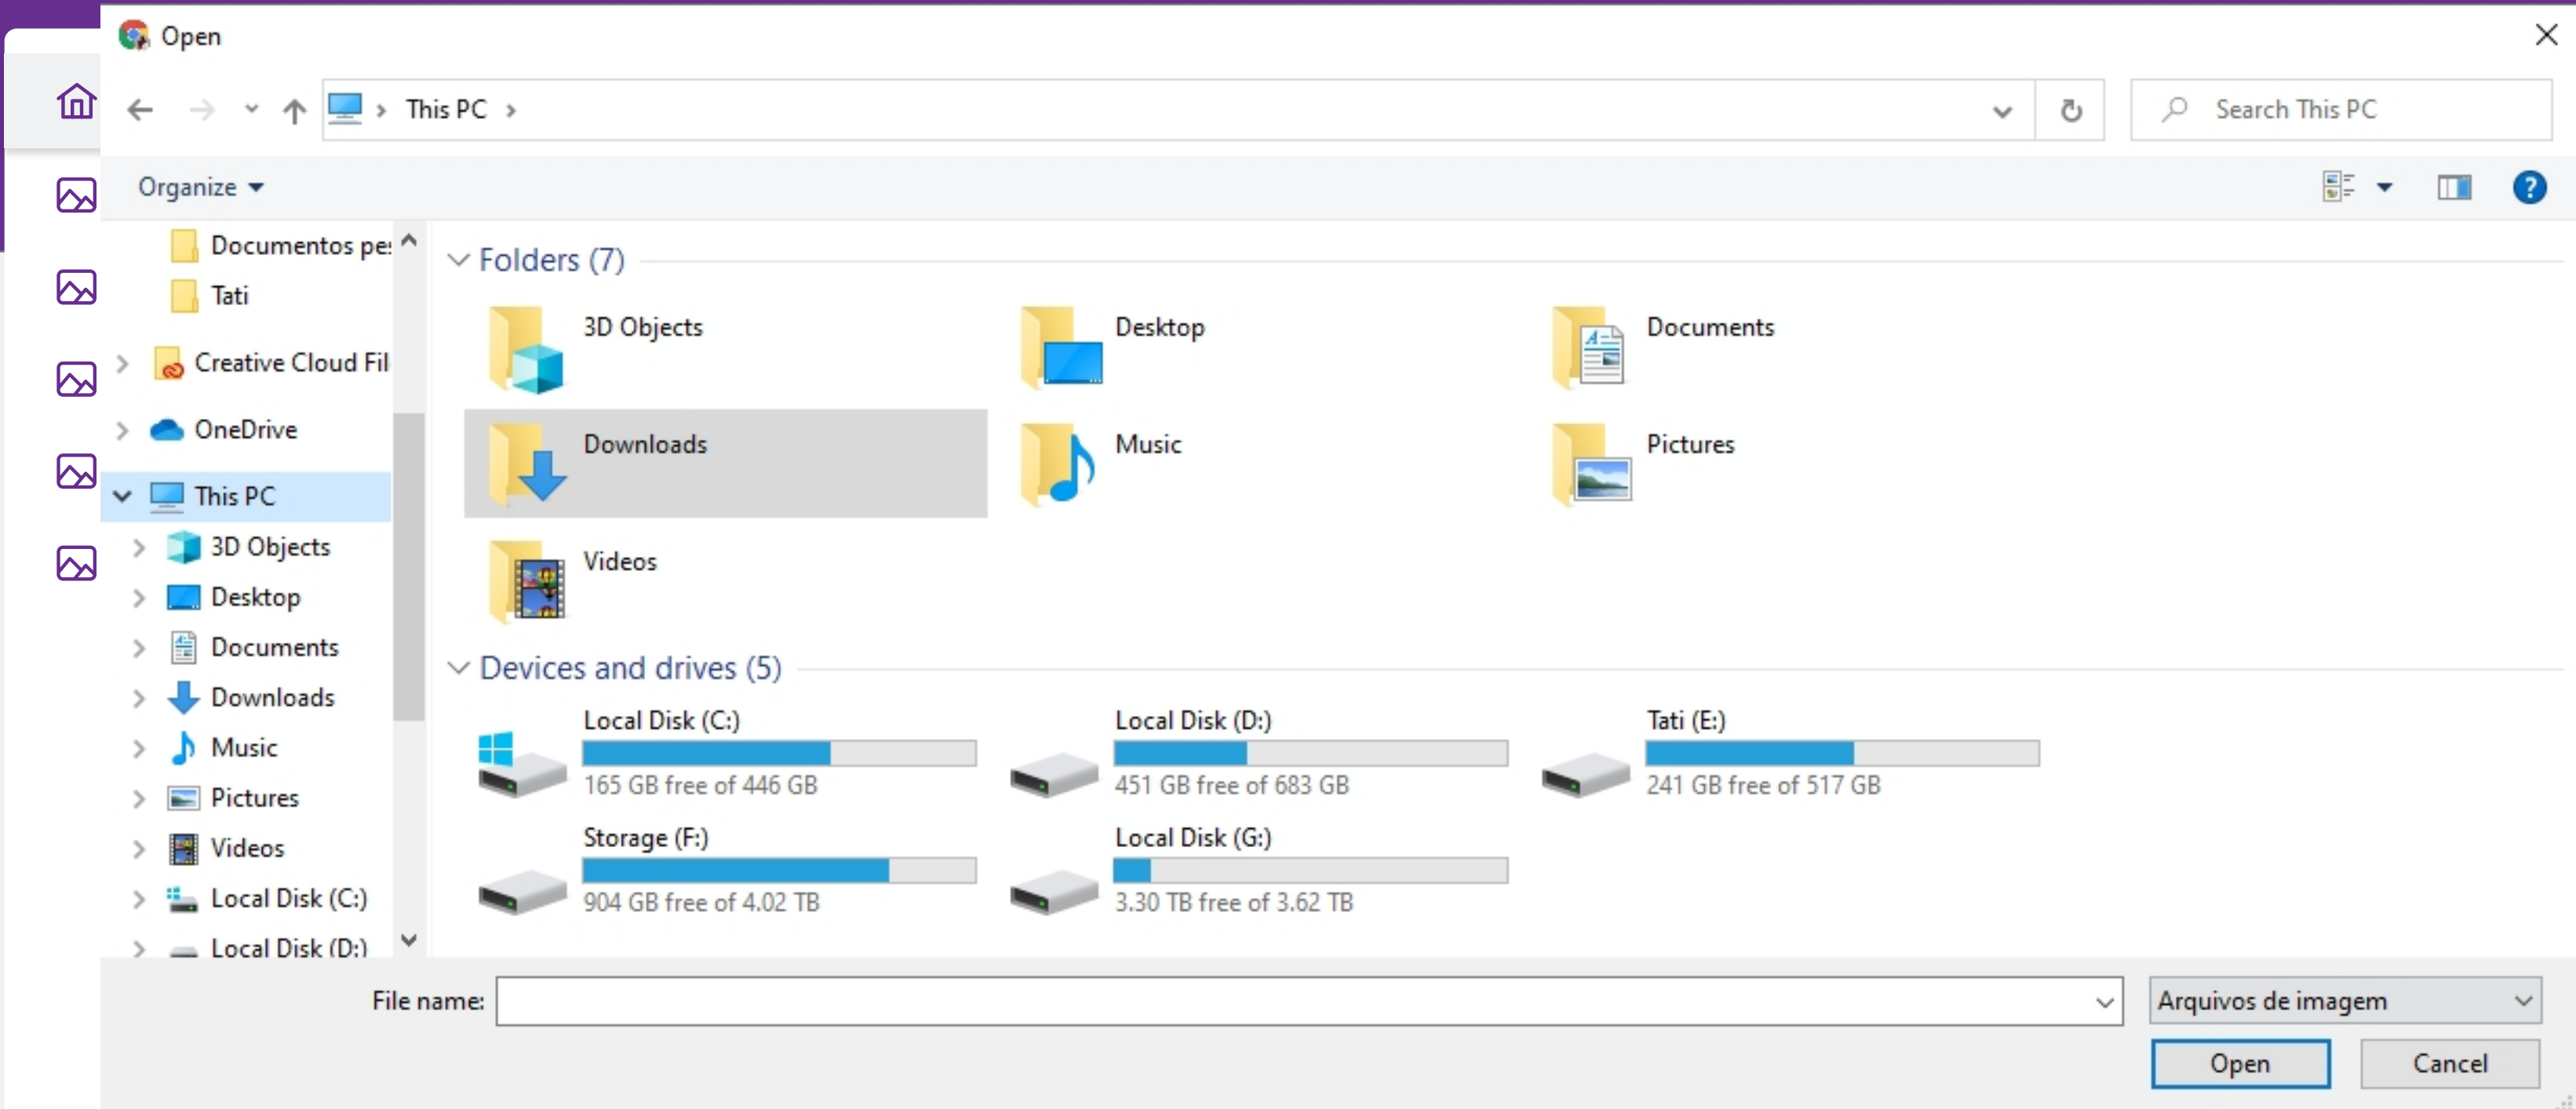 Open
This PC
Search This PC
Organize
?
Documentos pes
Tati
Creative Cloud Fil
OneDrive
This PC
3D Objects
Desktop
Documents
Downloads
Music
Pictures
Videos
Local Disk (C:)
Local Disk (D:)
Folders (7)
3D Objects
Desktop
Documents
Downloads
Music
Pictures
Videos
Devices and drives (5)
Local Disk (C:)
165 GB free of 446 GB
Local Disk (D:)
451 GB free of 683 GB
Tati (E:)
241 GB free of 517 GB
Storage (F:)
904 GB free of 4.02 TB
Local Disk (G:)
3.30 TB free of 3.62 TB
File name:
Arquivos de imagem
Open
Cancel